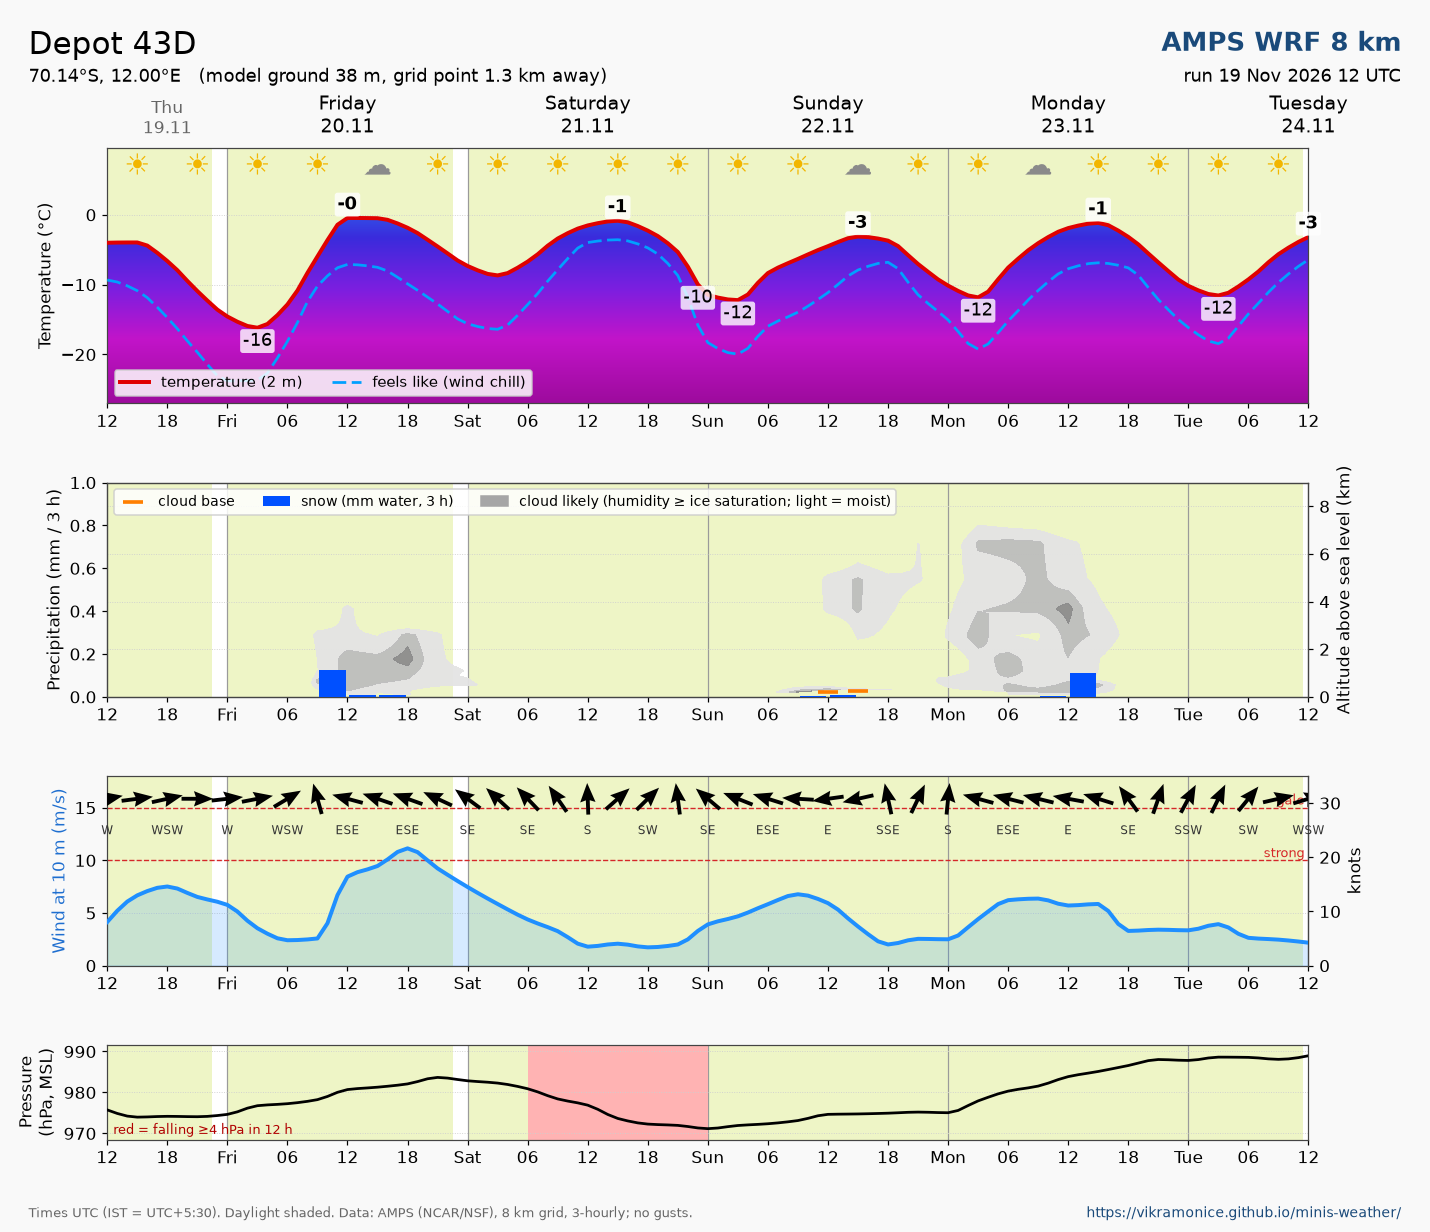 Depot 43D
AMPS WRF 8 km
70.14°S, 12.00°E (model ground 38 m, grid point 1.3 km away)
run 19 Nov 2026 12 UTC
Thu Friday Saturday Sunday Monday Tuesday
19.11 20.11 21.11 22.11 23.11 24.11
Temperature (°C)
0
−10
−20
-0 -1 -3 -1 -3
-16 -10 -12 -12 -12
temperature (2 m) feels like (wind chill)
12 18 Fri 06 12 18 Sat 06 12 18 Sun 06 12 18 Mon 06 12 18 Tue 06 12
Precipitation (mm / 3 h)
1.0
0.8
0.6
0.4
0.2
0.0
cloud base snow (mm water, 3 h) cloud likely (humidity ≥ ice saturation; light = moist)
8
6
4
2
0
Altitude above sea level (km)
12 18 Fri 06 12 18 Sat 06 12 18 Sun 06 12 18 Mon 06 12 18 Tue 06 12
Wind at 10 m (m/s)
15
10
5
0
W WSW W WSW ESE ESE SE SE S SW SE ESE E SSE S ESE E SE SSW SW WSW
strong
30
20
10
0
knots
12 18 Fri 06 12 18 Sat 06 12 18 Sun 06 12 18 Mon 06 12 18 Tue 06 12
Pressure
(hPa, MSL)
990
980
970
red = falling ≥4 hPa in 12 h
12 18 Fri 06 12 18 Sat 06 12 18 Sun 06 12 18 Mon 06 12 18 Tue 06 12
Times UTC (IST = UTC+5:30). Daylight shaded. Data: AMPS (NCAR/NSF), 8 km grid, 3-hourly; no gusts.
https://vikramonice.github.io/minis-weather/